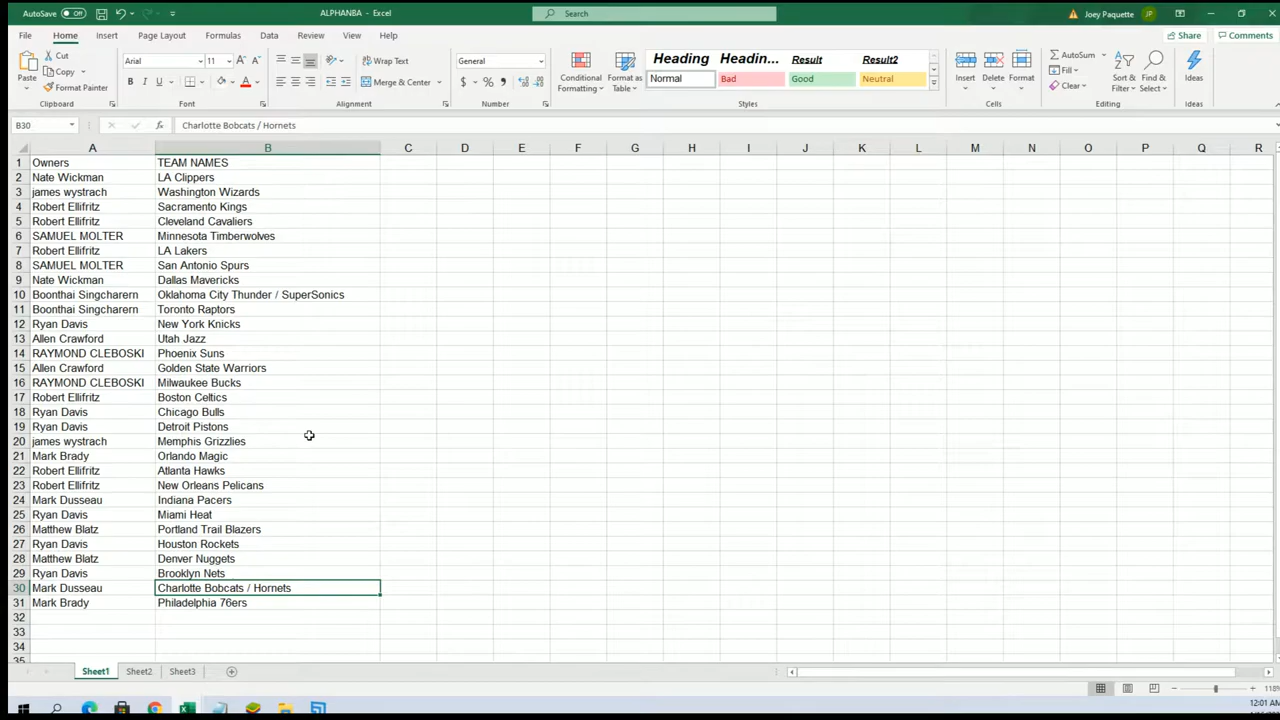 AutoSave Off ALPHANBA - Excel Search Joey Paquette JP
File Home Insert Page Layout Formulas Data Review View Help Share Comments
Paste Cut Copy Format Painter Clipboard
Arial 11 B I U A Font
Wrap Text Merge & Center Alignment
General $ % Number
Conditional Formatting Format as Table
Heading Headin... Result Result2
Normal Bad Good Neutral Styles
Insert Delete Format Cells
AutoSum Fill Clear Sort & Filter Find & Select Editing
Ideas Ideas
B30 fx Charlotte Bobcats / Hornets
A B C D E F G H I J K L M N O P Q R
1 Owners TEAM NAMES
2 Nate Wickman LA Clippers
3 james wystrach Washington Wizards
4 Robert Ellifritz Sacramento Kings
5 Robert Ellifritz Cleveland Cavaliers
6 SAMUEL MOLTER Minnesota Timberwolves
7 Robert Ellifritz LA Lakers
8 SAMUEL MOLTER San Antonio Spurs
9 Nate Wickman Dallas Mavericks
10 Boonthai Singcharern Oklahoma City Thunder / SuperSonics
11 Boonthai Singcharern Toronto Raptors
12 Ryan Davis New York Knicks
13 Allen Crawford Utah Jazz
14 RAYMOND CLEBOSKI Phoenix Suns
15 Allen Crawford Golden State Warriors
16 RAYMOND CLEBOSKI Milwaukee Bucks
17 Robert Ellifritz Boston Celtics
18 Ryan Davis Chicago Bulls
19 Ryan Davis Detroit Pistons
20 james wystrach Memphis Grizzlies
21 Mark Brady Orlando Magic
22 Robert Ellifritz Atlanta Hawks
23 Robert Ellifritz New Orleans Pelicans
24 Mark Dusseau Indiana Pacers
25 Ryan Davis Miami Heat
26 Matthew Blatz Portland Trail Blazers
27 Ryan Davis Houston Rockets
28 Matthew Blatz Denver Nuggets
29 Ryan Davis Brooklyn Nets
30 Mark Dusseau Charlotte Bobcats / Hornets
31 Mark Brady Philadelphia 76ers
32
33
34
35
Sheet1 Sheet2 Sheet3
118%
12:01 AM